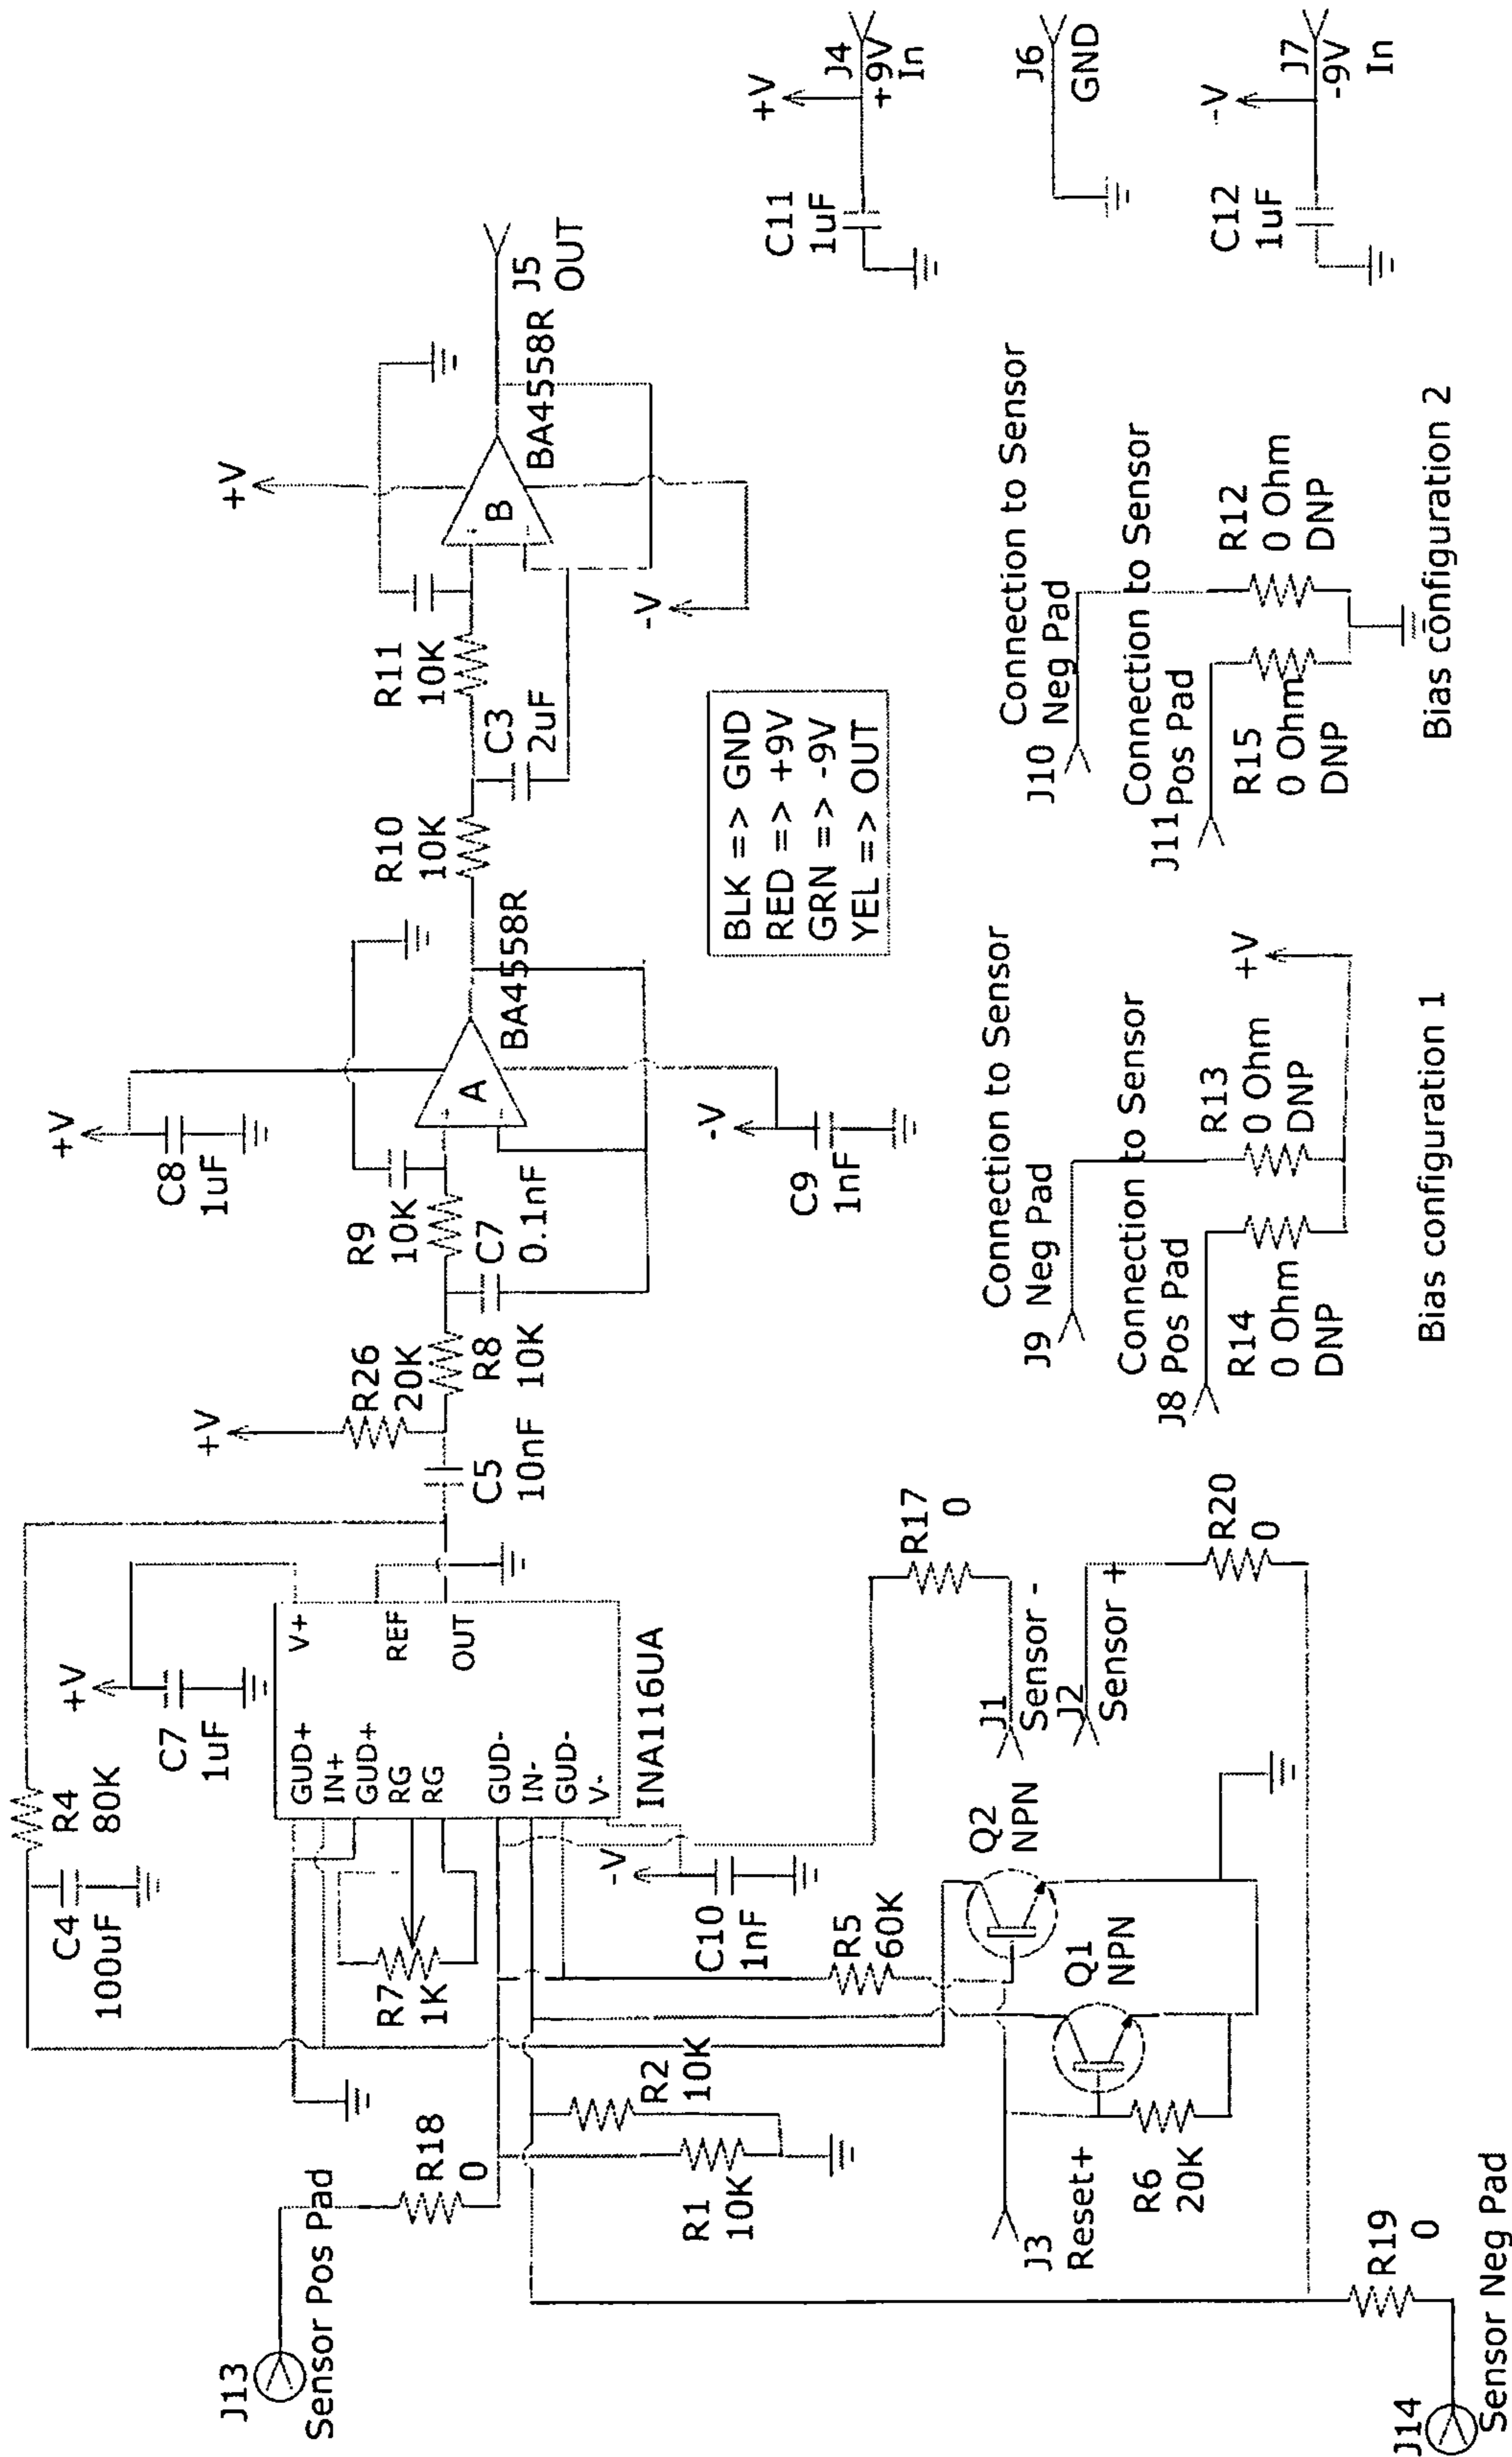 J13
Sensor Pos Pad
R18
0
C4
100uF
R4
80K
+V
C7
1uF
GUD+
IN+
GUD+
RG
RG
GUD-
IN-
GUD-
V-
V+
REF
OUT
INA116UA
R7
1K
-V
C10
1nF
R1
10K
R2
10K
R5
60K
Q2
NPN
Q1
NPN
J3
Reset+
R6
20K
J1
Sensor -
J2
Sensor +
R17
0
R20
0
R19
0
J14
Sensor Neg Pad
C5
10nF
+V
R26
20K
R8
10K
R9
10K
C7
0.1nF
+V
C8
1uF
A
BA4558R
-V
C9
1nF
R10
10K
R11
10K
C3
2uF
+V
B
BA4558R
-V
J5
OUT
BLK => GND
RED => +9V
GRN => -9V
YEL => OUT
+V
C11
1uF
J4
+9V
In
J6
GND
-V
C12
1uF
J7
-9V
In
Connection to Sensor
J9 Neg Pad
Connection to Sensor
J8 Pos Pad
R14
0 Ohm
DNP
R13
0 Ohm
DNP
+V
Bias configuration 1
Connection to Sensor
J10 Neg Pad
Connection to Sensor
J11 Pos Pad
R15
0 Ohm
DNP
R12
0 Ohm
DNP
Bias configuration 2